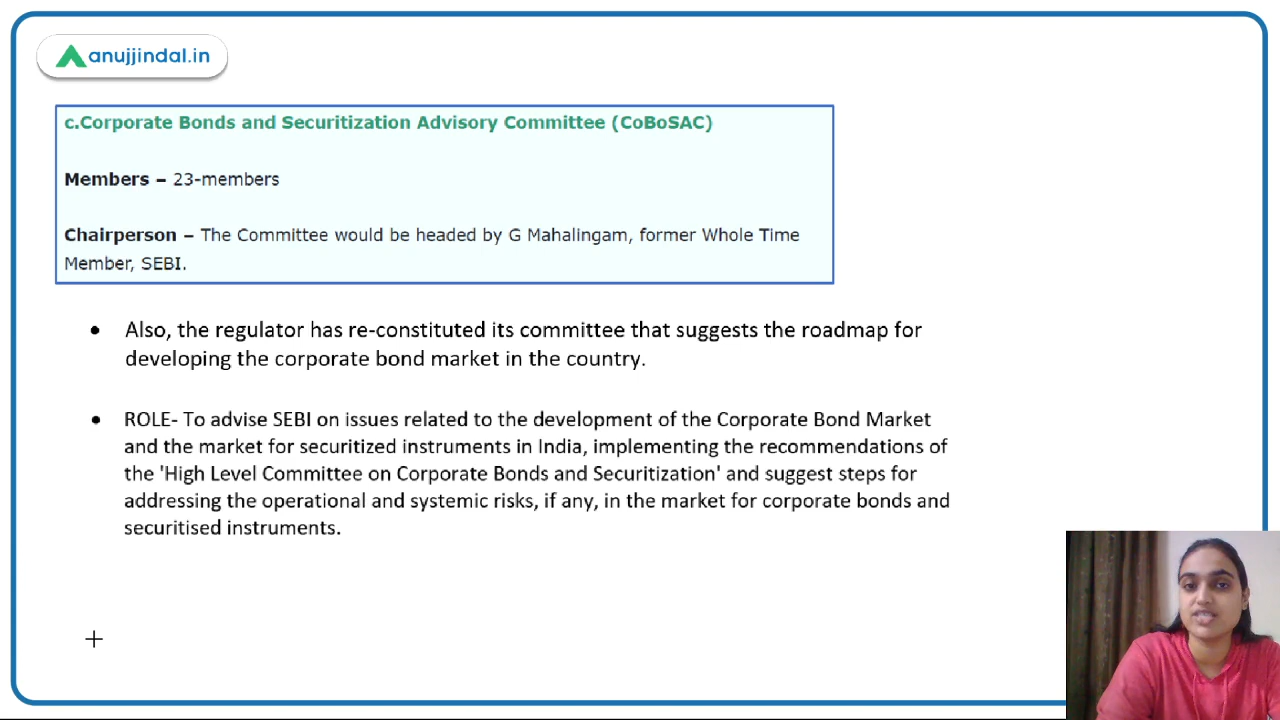 anujjindal.in
c.Corporate Bonds and Securitization Advisory Committee (CoBoSAC)
Members – 23-members
Chairperson – The Committee would be headed by G Mahalingam, former Whole Time
Member, SEBI.
• Also, the regulator has re-constituted its committee that suggests the roadmap for
developing the corporate bond market in the country.
• ROLE- To advise SEBI on issues related to the development of the Corporate Bond Market
and the market for securitized instruments in India, implementing the recommendations of
the 'High Level Committee on Corporate Bonds and Securitization' and suggest steps for
addressing the operational and systemic risks, if any, in the market for corporate bonds and
securitised instruments.